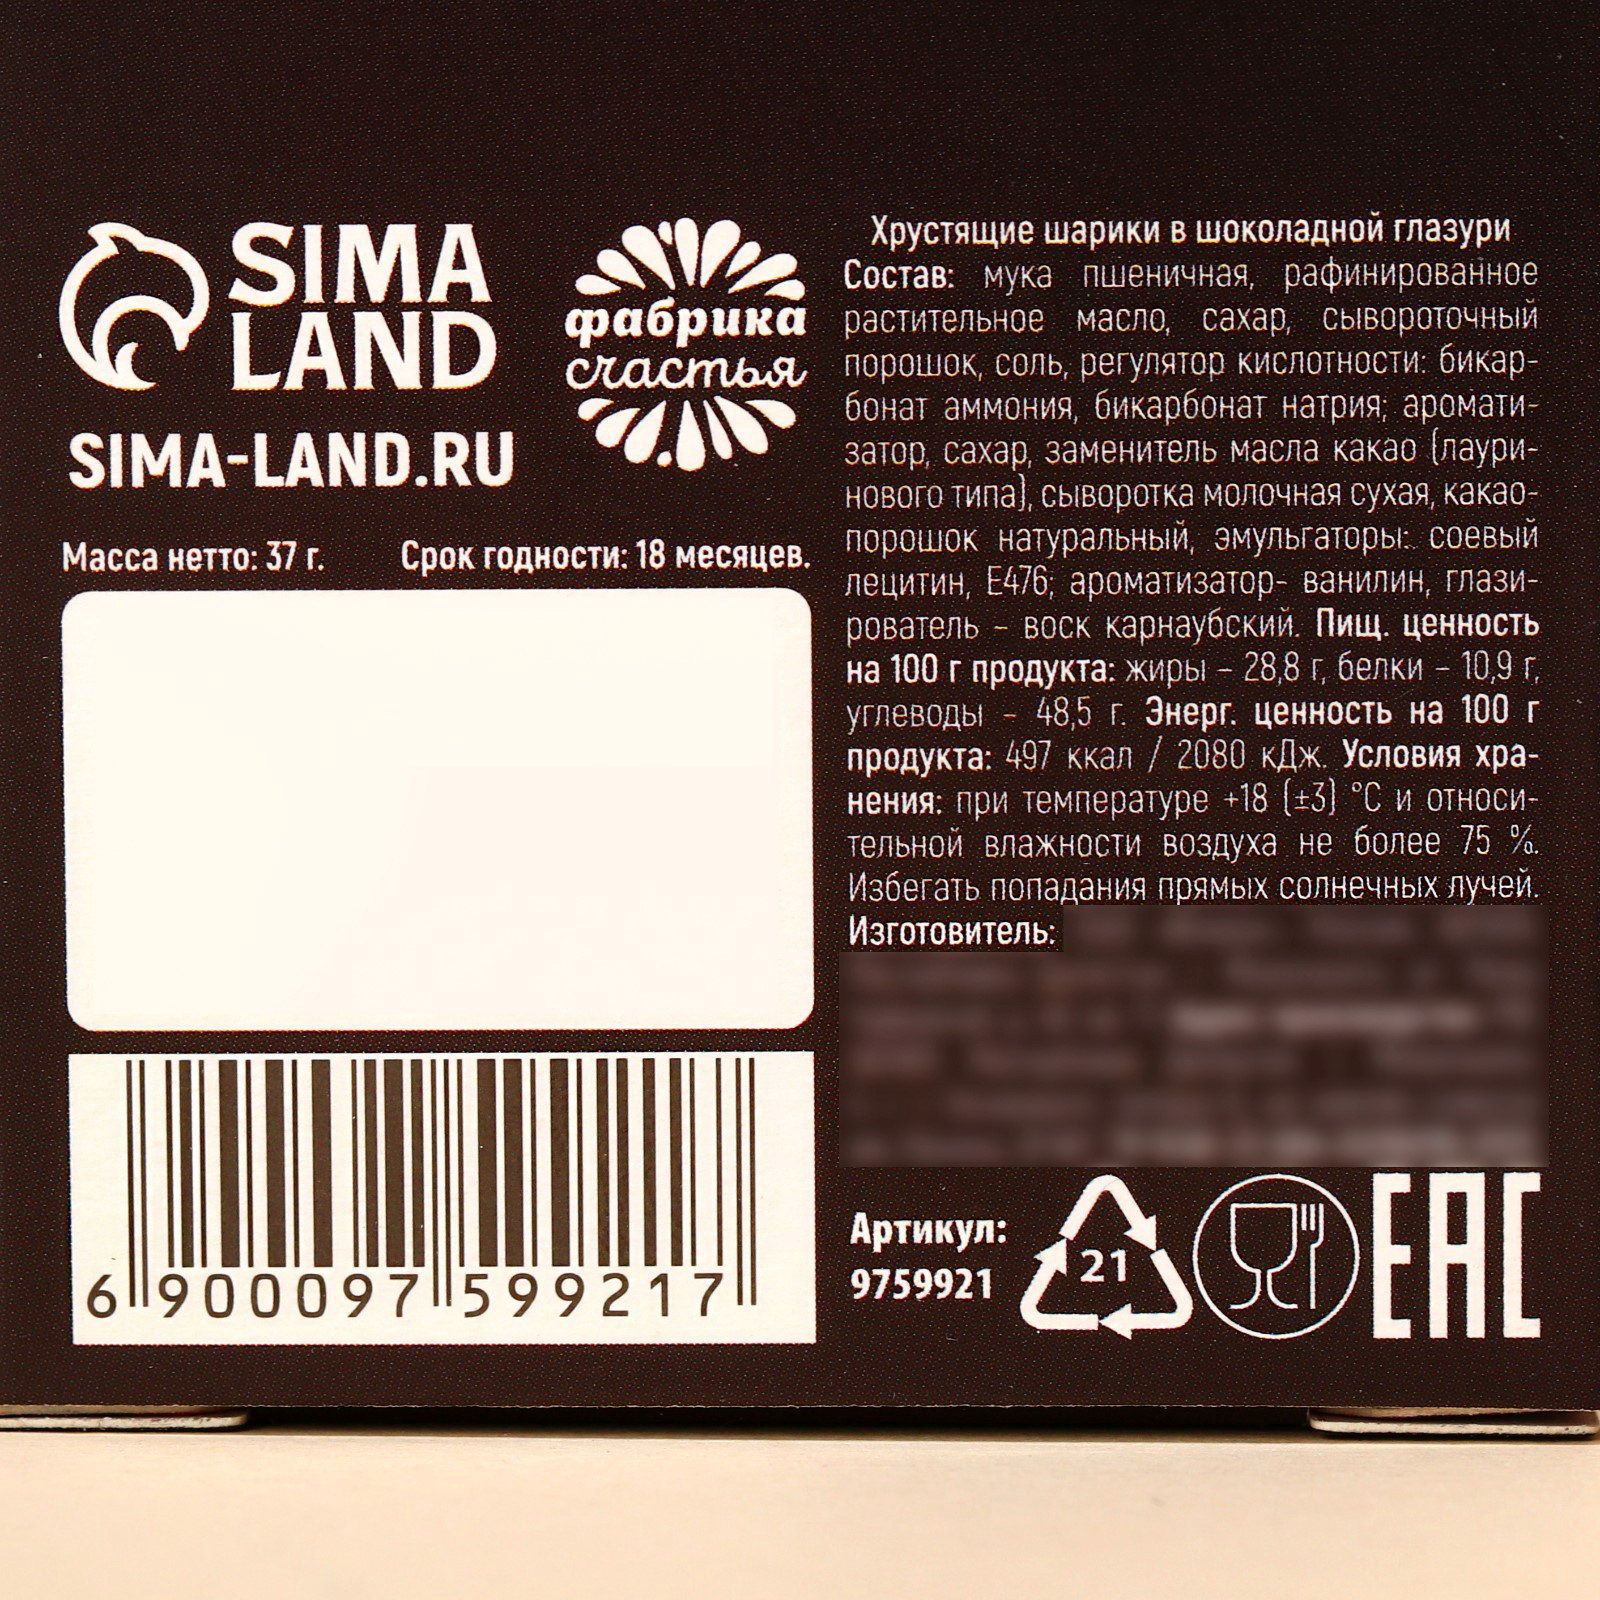 SIMA
LAND
SIMA-LAND.RU
фабрика
счастья
Масса нетто: 37 г. Срок годности: 18 месяцев.
6 900097 599217
Хрустящие шарики в шоколадной глазури
Состав: мука пшеничная, рафинированное
растительное масло, сахар, сывороточный
порошок, соль, регулятор кислотности: бикар-
бонат аммония, бикарбонат натрия; аромати-
затор, сахар, заменитель масла какао (лаури-
нового типа), сыворотка молочная сухая, какао-
порошок натуральный, эмульгаторы: соевый
лецитин, Е476; ароматизатор- ванилин, глази-
рователь – воск карнаубский. Пищ. ценность
на 100 г продукта: жиры – 28,8 г, белки – 10,9 г,
углеводы – 48,5 г. Энерг. ценность на 100 г
продукта: 497 ккал / 2080 кДж. Условия хра-
нения: при температуре +18 (±3) °С и относи-
тельной влажности воздуха не более 75 %.
Избегать попадания прямых солнечных лучей.
Изготовитель:
Артикул:
9759921
21
EAC